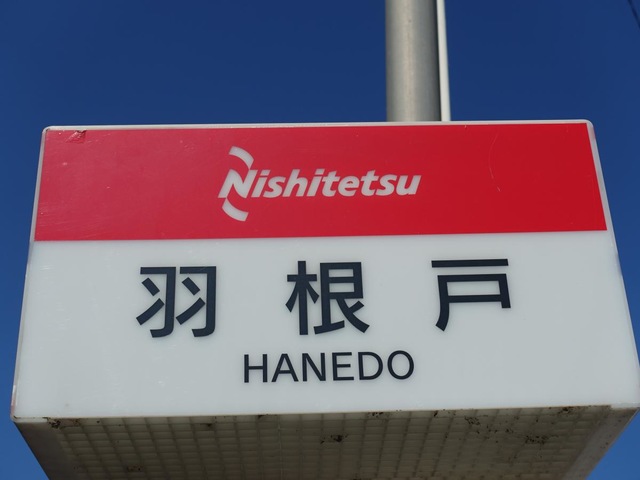 Nishitetsu
羽根戸
HANEDO